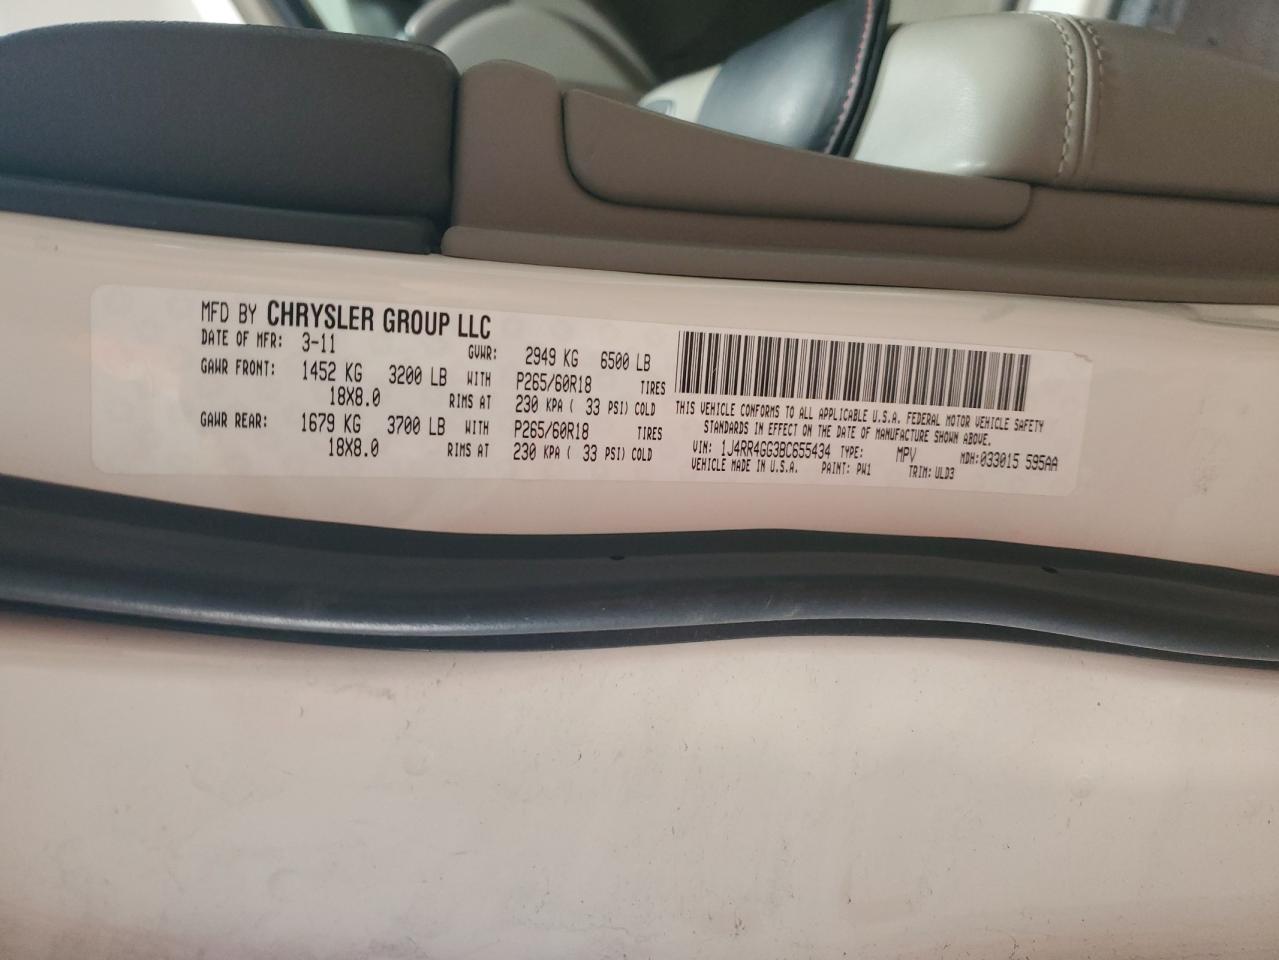 MFD BY CHRYSLER GROUP LLC
DATE OF MFR: 3-11 GVWR: 2949 KG 6500 LB
GAWR FRONT: 1452 KG 3200 LB WITH P265/60R18 TIRES
18X8.0 RIMS AT 230 KPA ( 33 PSI) COLD
GAWR REAR: 1679 KG 3700 LB WITH P265/60R18 TIRES
18X8.0 RIMS AT 230 KPA ( 33 PSI) COLD
THIS VEHICLE CONFORMS TO ALL APPLICABLE U.S.A. FEDERAL MOTOR VEHICLE SAFETY
STANDARDS IN EFFECT ON THE DATE OF MANUFACTURE SHOWN ABOVE.
VIN: 1J4RR4GG3BC655434 TYPE: MPV MDH:033015 595AA
VEHICLE MADE IN U.S.A. PAINT: PW1 TRIM: ULD3